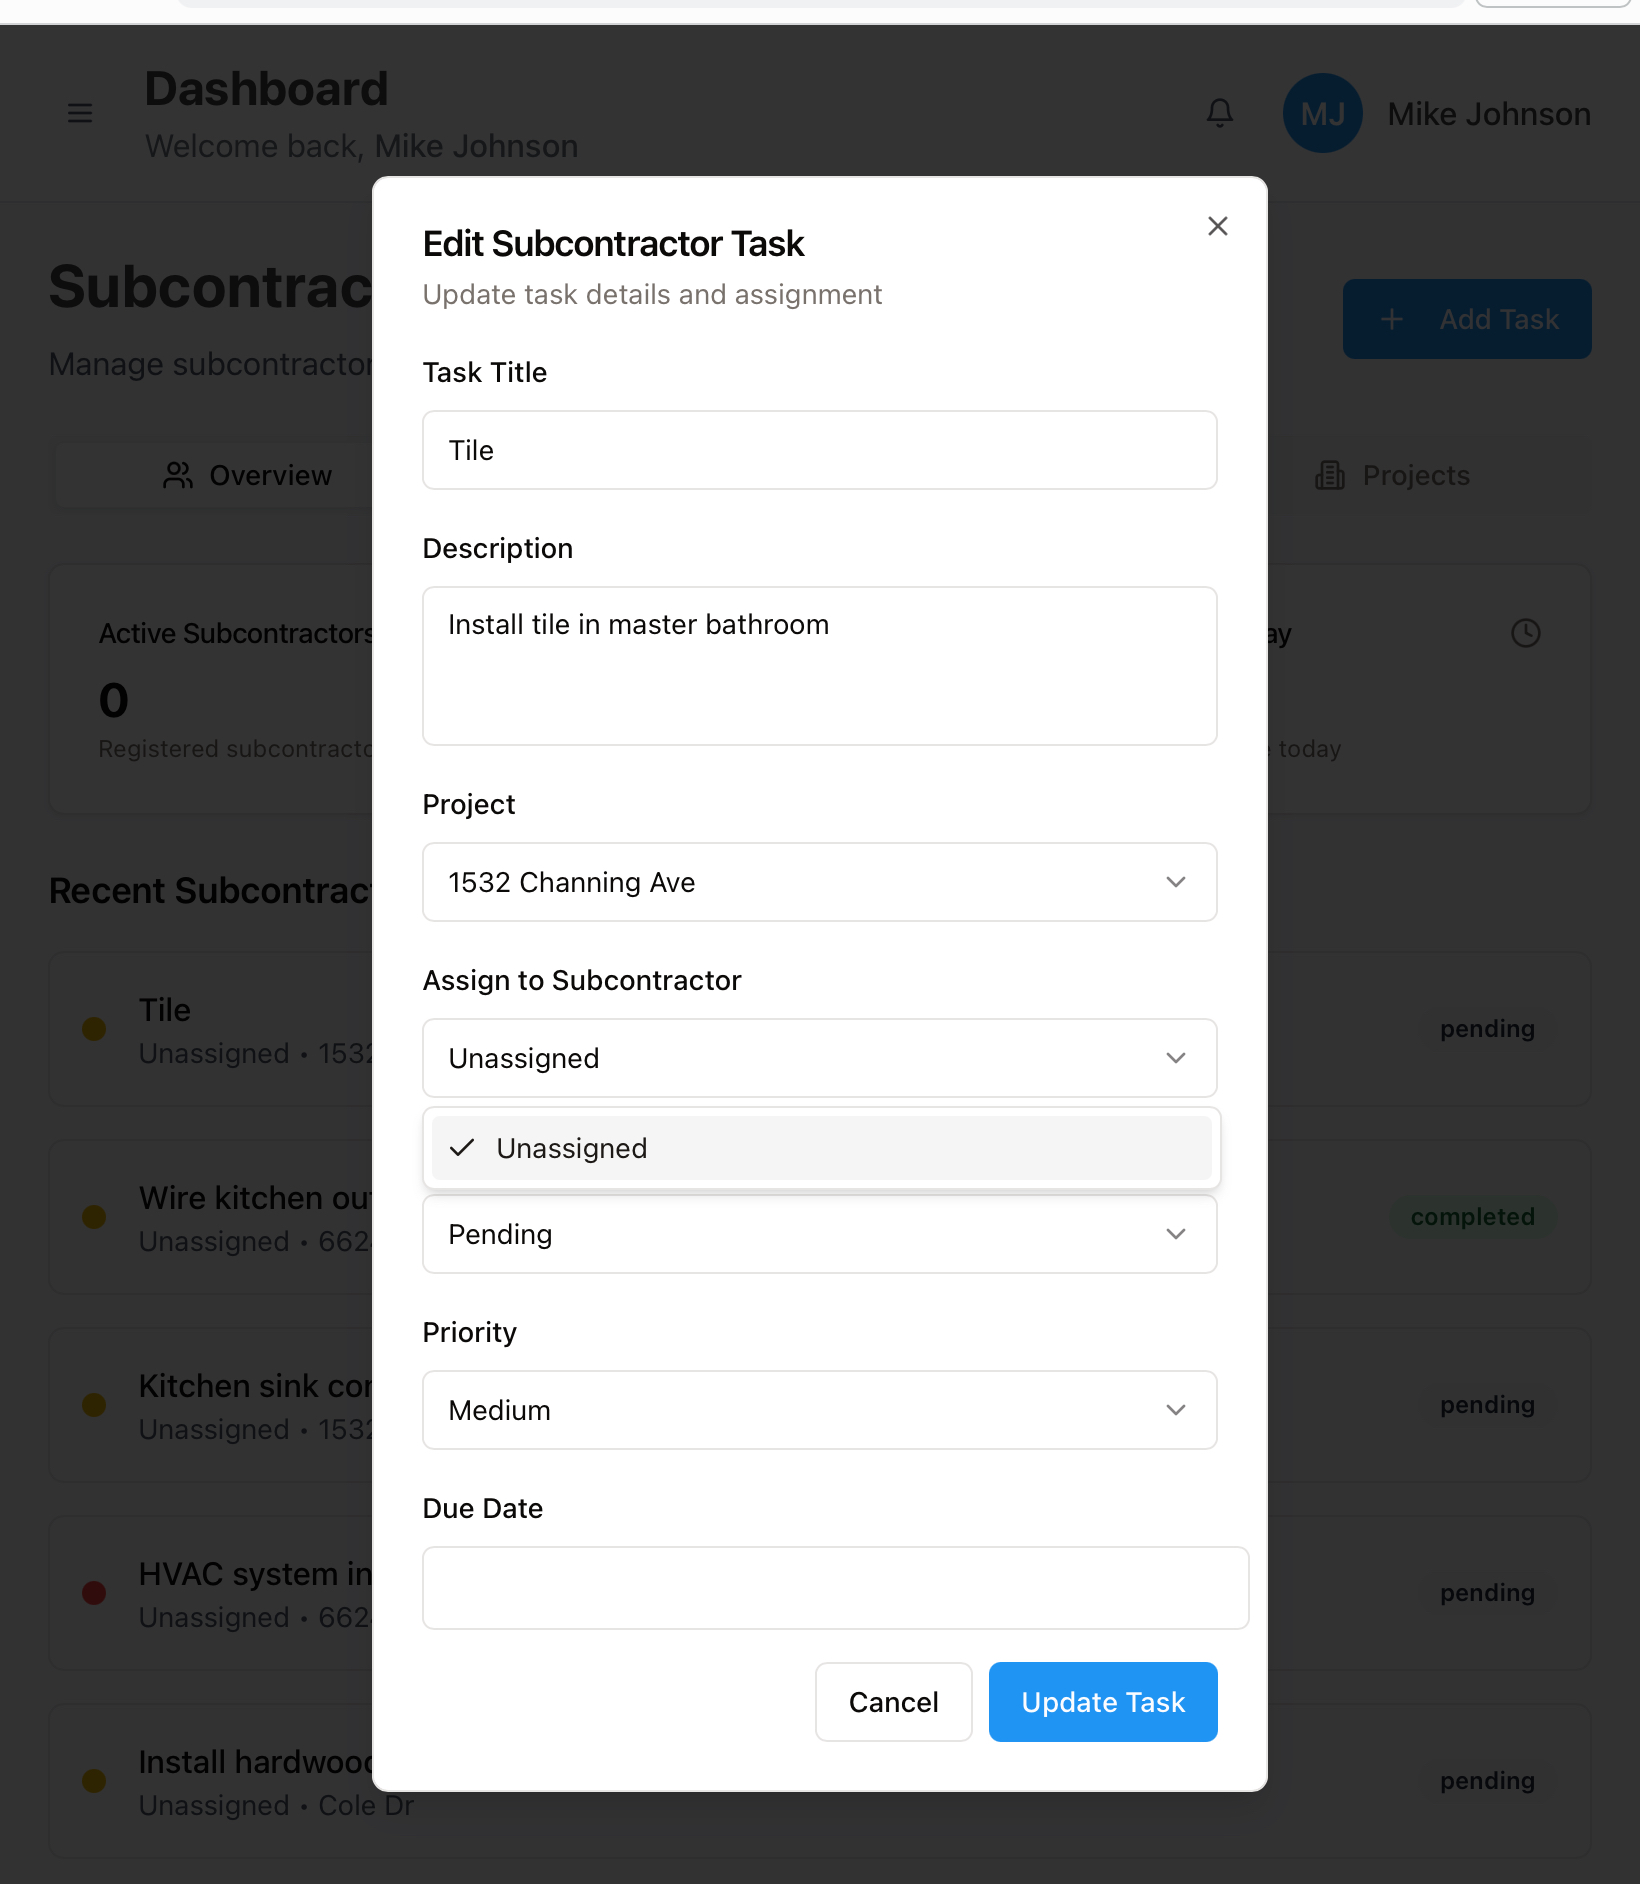 Dashboard
Welcome back, Mike Johnson
MJ
Mike Johnson
Edit Subcontractor Task
Update task details and assignment
Subcontrac
Manage subcontractor
+ Add Task
Task Title
Tile
Overview
Projects
Description
Install tile in master bathroom
Active Subcontractors
0
Registered subcontracto
ay
today
Project
1532 Channing Ave
Recent Subcontract
Assign to Subcontractor
Unassigned
Unassigned
Pending
Priority
Medium
Due Date
Cancel
Update Task
Tile
Unassigned • 1532
pending
Wire kitchen ou
Unassigned • 662
completed
Kitchen sink cor
Unassigned • 1532
pending
HVAC system in
Unassigned • 662
pending
Install hardwood
Unassigned • Cole Dr
pending